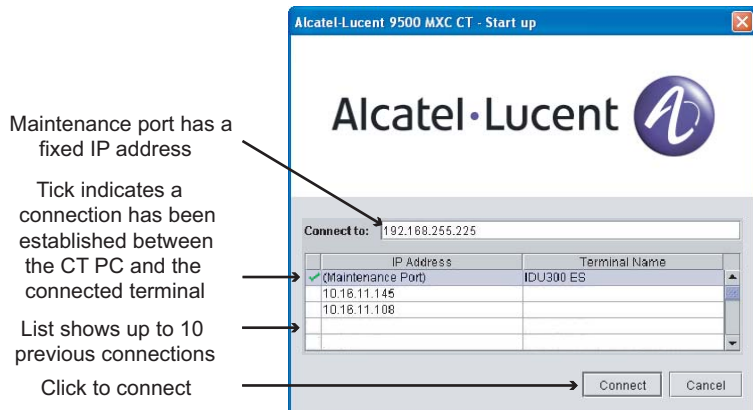 Alcatel-Lucent 9500 MXC CT - Start up
Alcatel·Lucent
Maintenance port has a
fixed IP address
Tick indicates a
connection has been
established between
the CT PC and the
connected terminal
List shows up to 10
previous connections
Click to connect
Connect to: 192.168.255.225
IP Address Terminal Name
(Maintenance Port) IDU300 ES
10.16.11.145
10.16.11.108
Connect Cancel